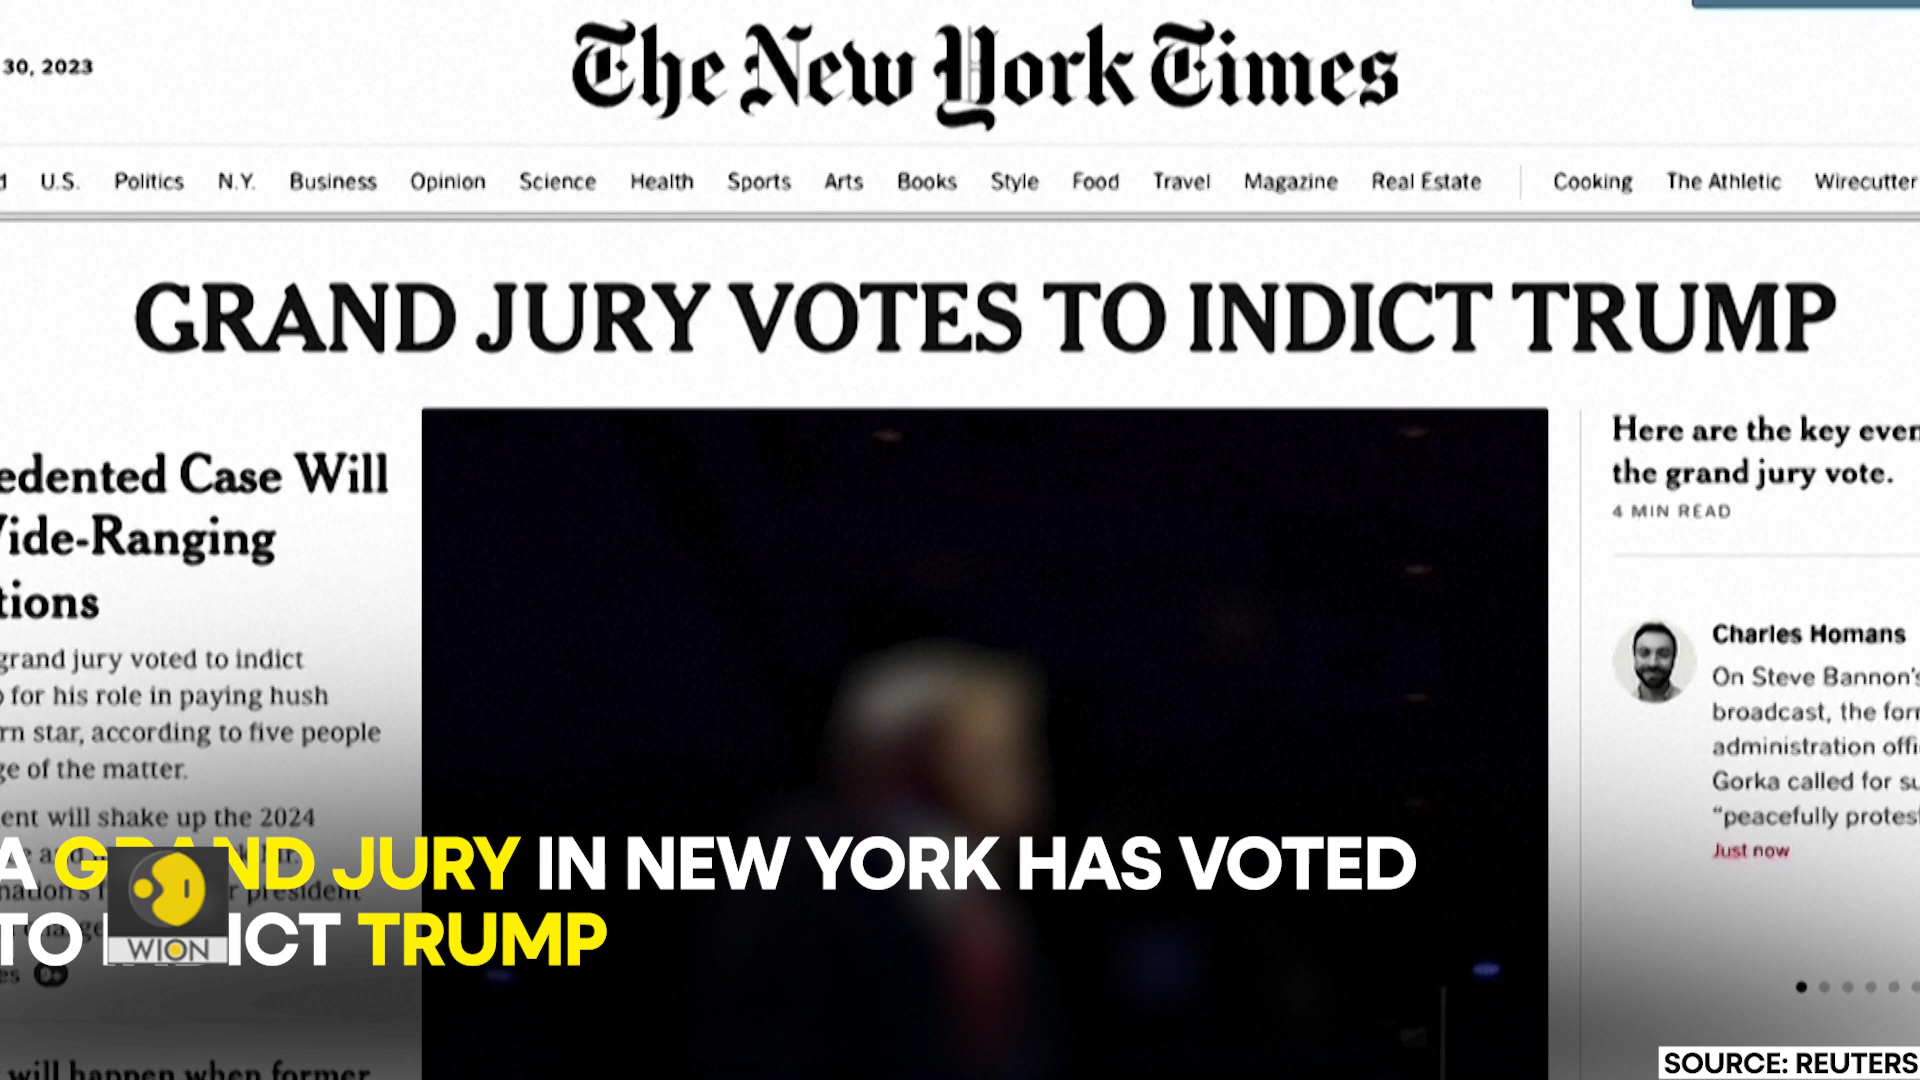 30, 2023
The New York Times
U.S. Politics N.Y. Business Opinion Science Health Sports Arts Books Style Food Travel Magazine Real Estate Cooking The Athletic Wirecutter
GRAND JURY VOTES TO INDICT TRUMP
edented Case Will
ide-Ranging
tions
grand jury voted to indict
for his role in paying hush
rn star, according to five people
ge of the matter.
ent will shake up the 2024
president
will happen when former
Here are the key even
the grand jury vote.
4 MIN READ
Charles Homans
On Steve Bannon's
broadcast, the for
administration offi
Gorka called for su
“peacefully protest
Just now
A GRAND JURY IN NEW YORK HAS VOTED
TO INDICT TRUMP
WION
SOURCE: REUTERS